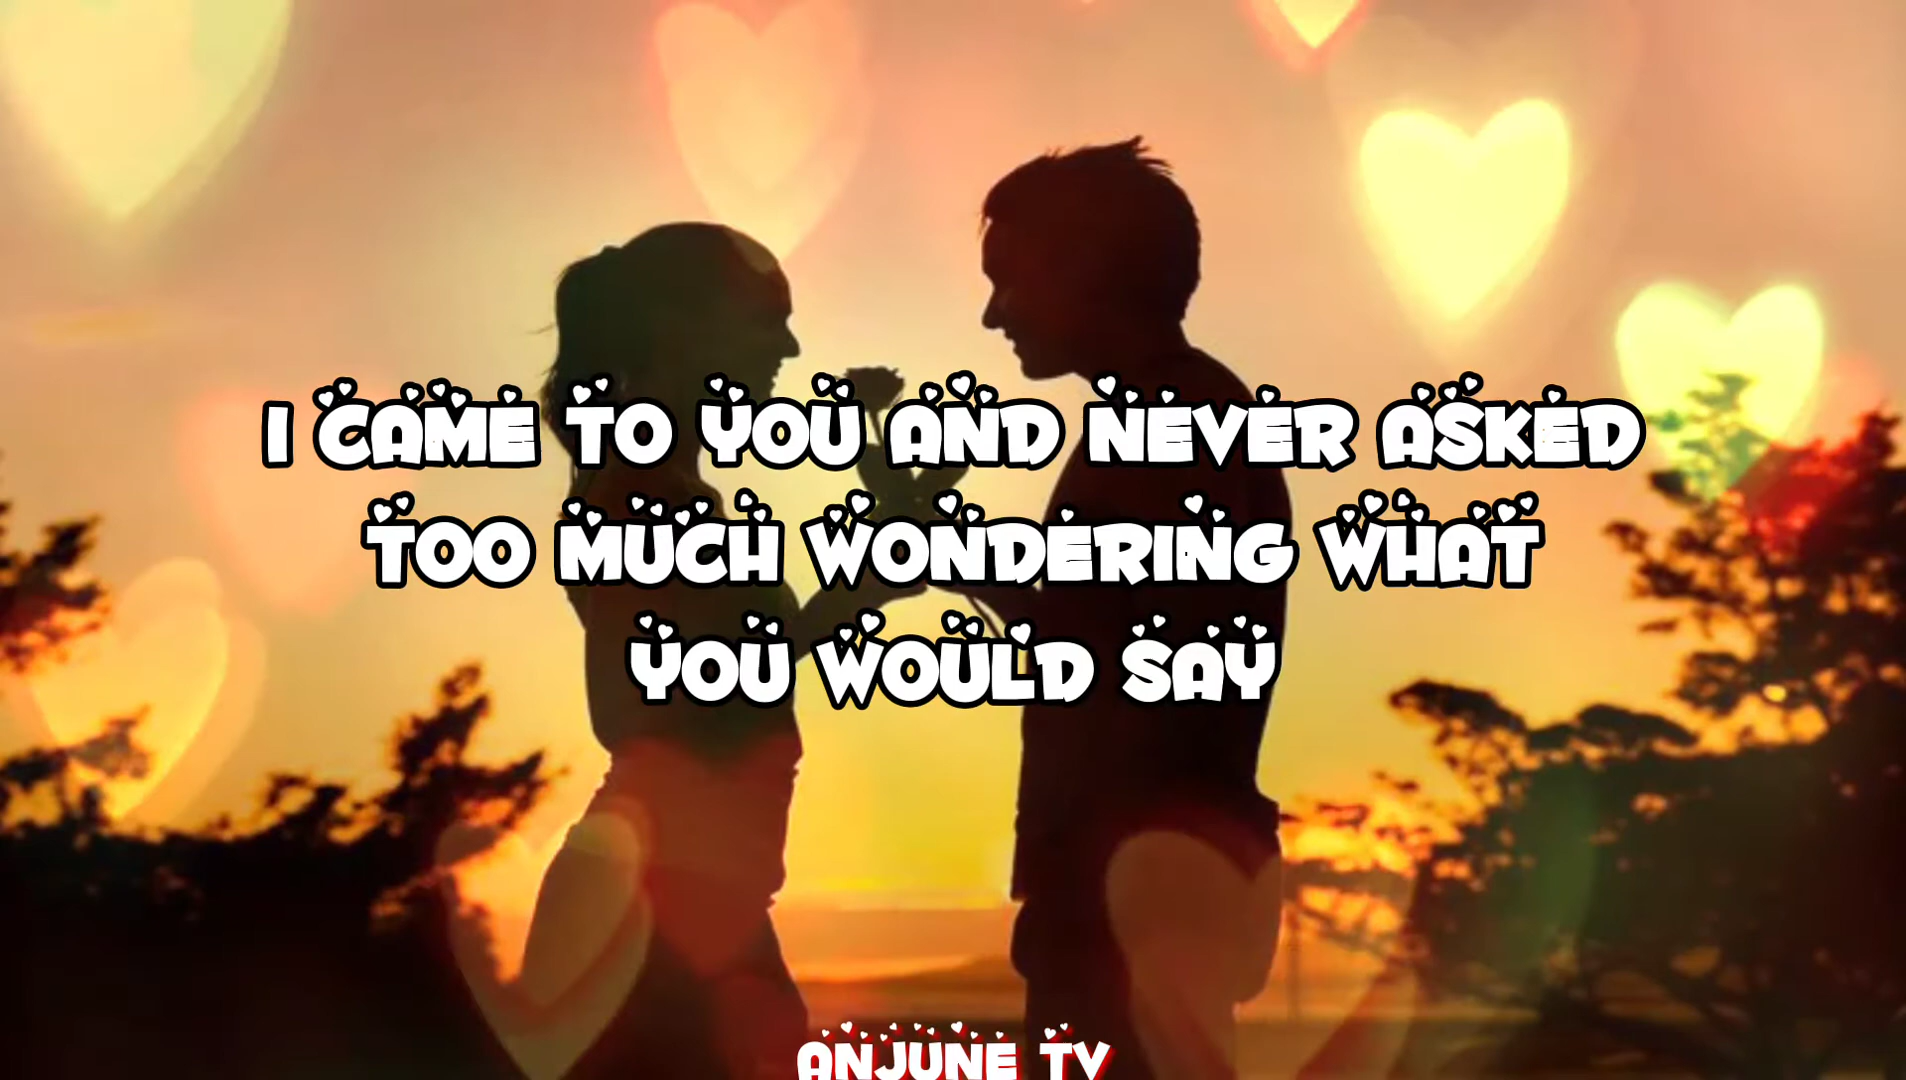 I CAME TO YOU AND NEVER ASKED
TOO MUCH WONDERING WHAT
YOU WOULD SAY
ANJUNE TV